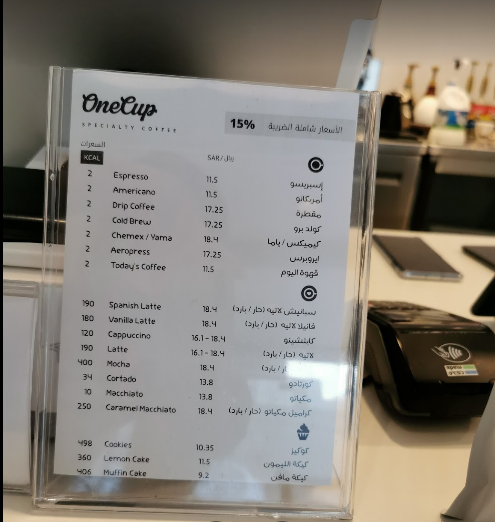 OneCup
SPECIALTY COFFEE
15% الأسعار شاملة الضريبة
السعرات
KCAL SAR/ ريال
2 Espresso 11.5 إسبريسو
2 Americano 11.5 أمريكانو
2 Drip Coffee 17.25 مقطرة
2 Cold Brew 17.25 كولد برو
2 Chemex / Yama 18.4 كيميكس / ياما
2 Aeropress 17.25 ايروبرس
2 Today's Coffee 11.5 قهوة اليوم
190 Spanish Latte 18.4 سبانيش لاتيه (حار / بارد)
180 Vanilla Latte 18.4 فانيلا لاتيه (حار / بارد)
120 Cappuccino 16.1 - 18.4 كابتشينو
190 Latte 16.1 - 18.4 لاتيه (حار / بارد)
400 Mocha 18.4 / بارد)
34 Cortado 13.8 كورتادو
10 Macchiato 13.8 مكياتو
250 Caramel Macchiato 18.4 كراميل مكياتو (حار / بارد)
498 Cookies 10.35 كوكيز
360 Lemon Cake 11.5 كيكة الليمون
406 Muffin Cake 9.2 كيكة مافن